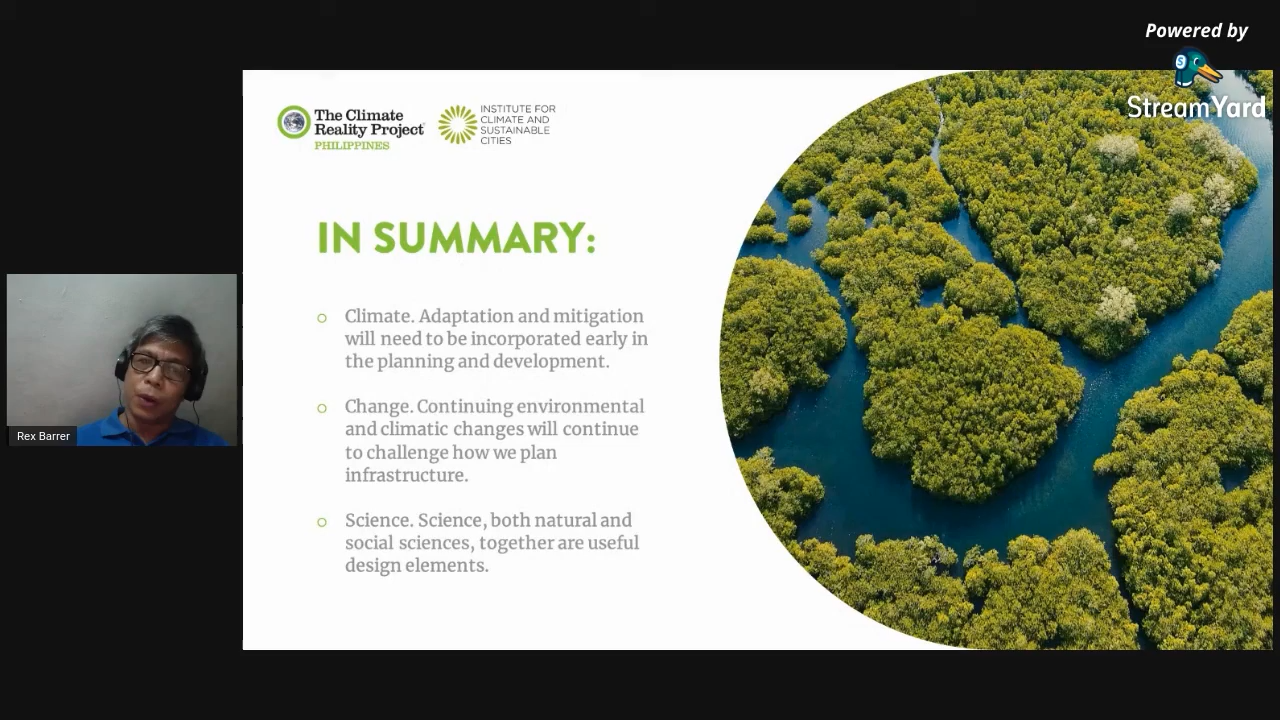 Powered by
StreamYard
The Climate
Reality Project
PHILIPPINES
INSTITUTE FOR
CLIMATE AND
SUSTAINABLE
CITIES
IN SUMMARY:
Climate. Adaptation and mitigation
will need to be incorporated early in
the planning and development.
Change. Continuing environmental
and climatic changes will continue
to challenge how we plan
infrastructure.
Science. Science, both natural and
social sciences, together are useful
design elements.
Rex Barrer